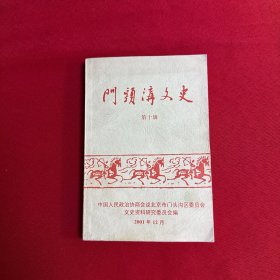 門頭溝文史
第十辑
中国人民政治协商会议北京市门头沟区委员会
文史资料研究委员会编
2001年12月